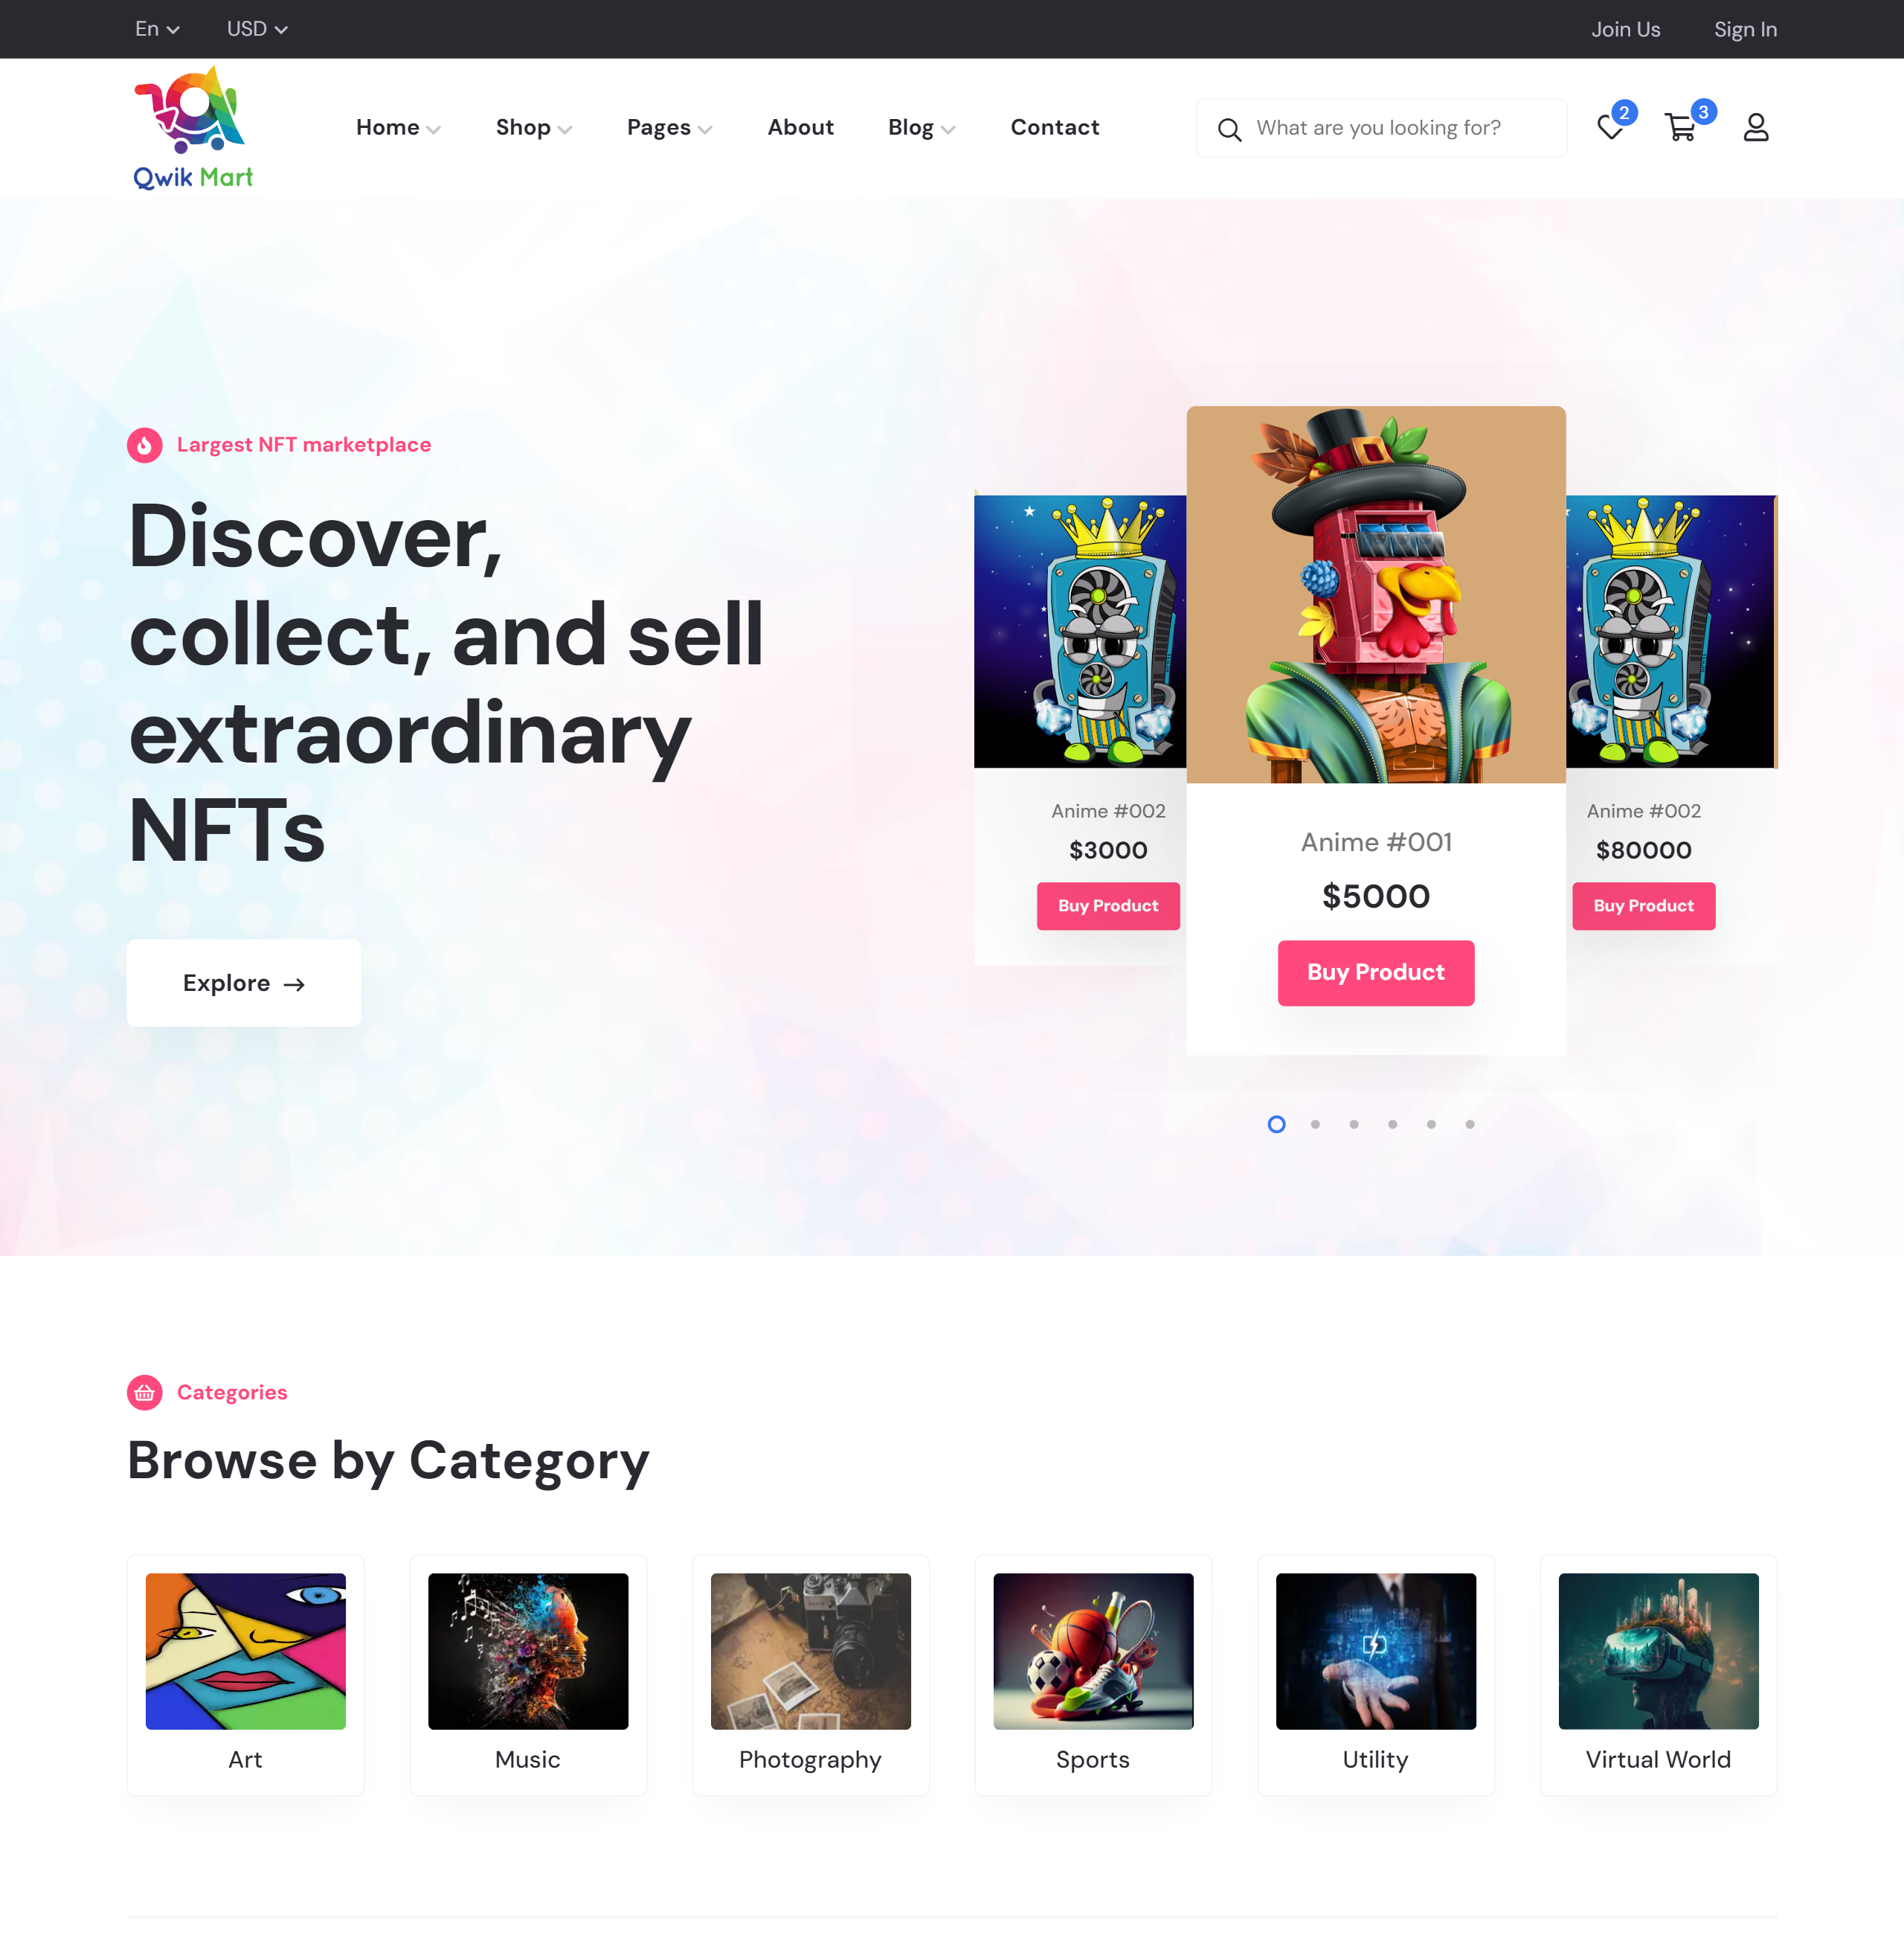 En
USD
Join Us
Sign In
Qwik Mart
Home
Shop
Pages
About
Blog
Contact
What are you looking for?
2
3
Largest NFT marketplace
Discover,
collect, and sell
extraordinary
NFTs
Explore
Anime #002
$3000
Buy Product
Anime #001
$5000
Buy Product
Anime #002
$80000
Buy Product
Categories
Browse by Category
Art
Music
Photography
Sports
Utility
Virtual World